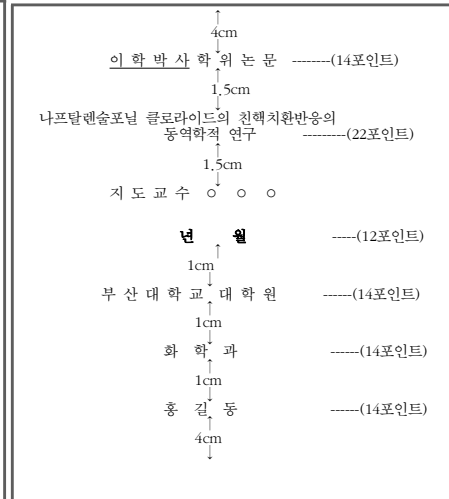 4cm
이 학 박 사 학 위 논 문 --------(14포인트)
1.5cm
나프탈렌술포닐 클로라이드의 친핵치환반응의
동역학적 연구 ---------(22포인트)
1.5cm
지 도 교 수 ○ ○ ○
년 월 -----(12포인트)
1cm
부 산 대 학 교 대 학 원 ------(14포인트)
1cm
화 학 과 ------(14포인트)
1cm
홍 길 동 ------(14포인트)
4cm